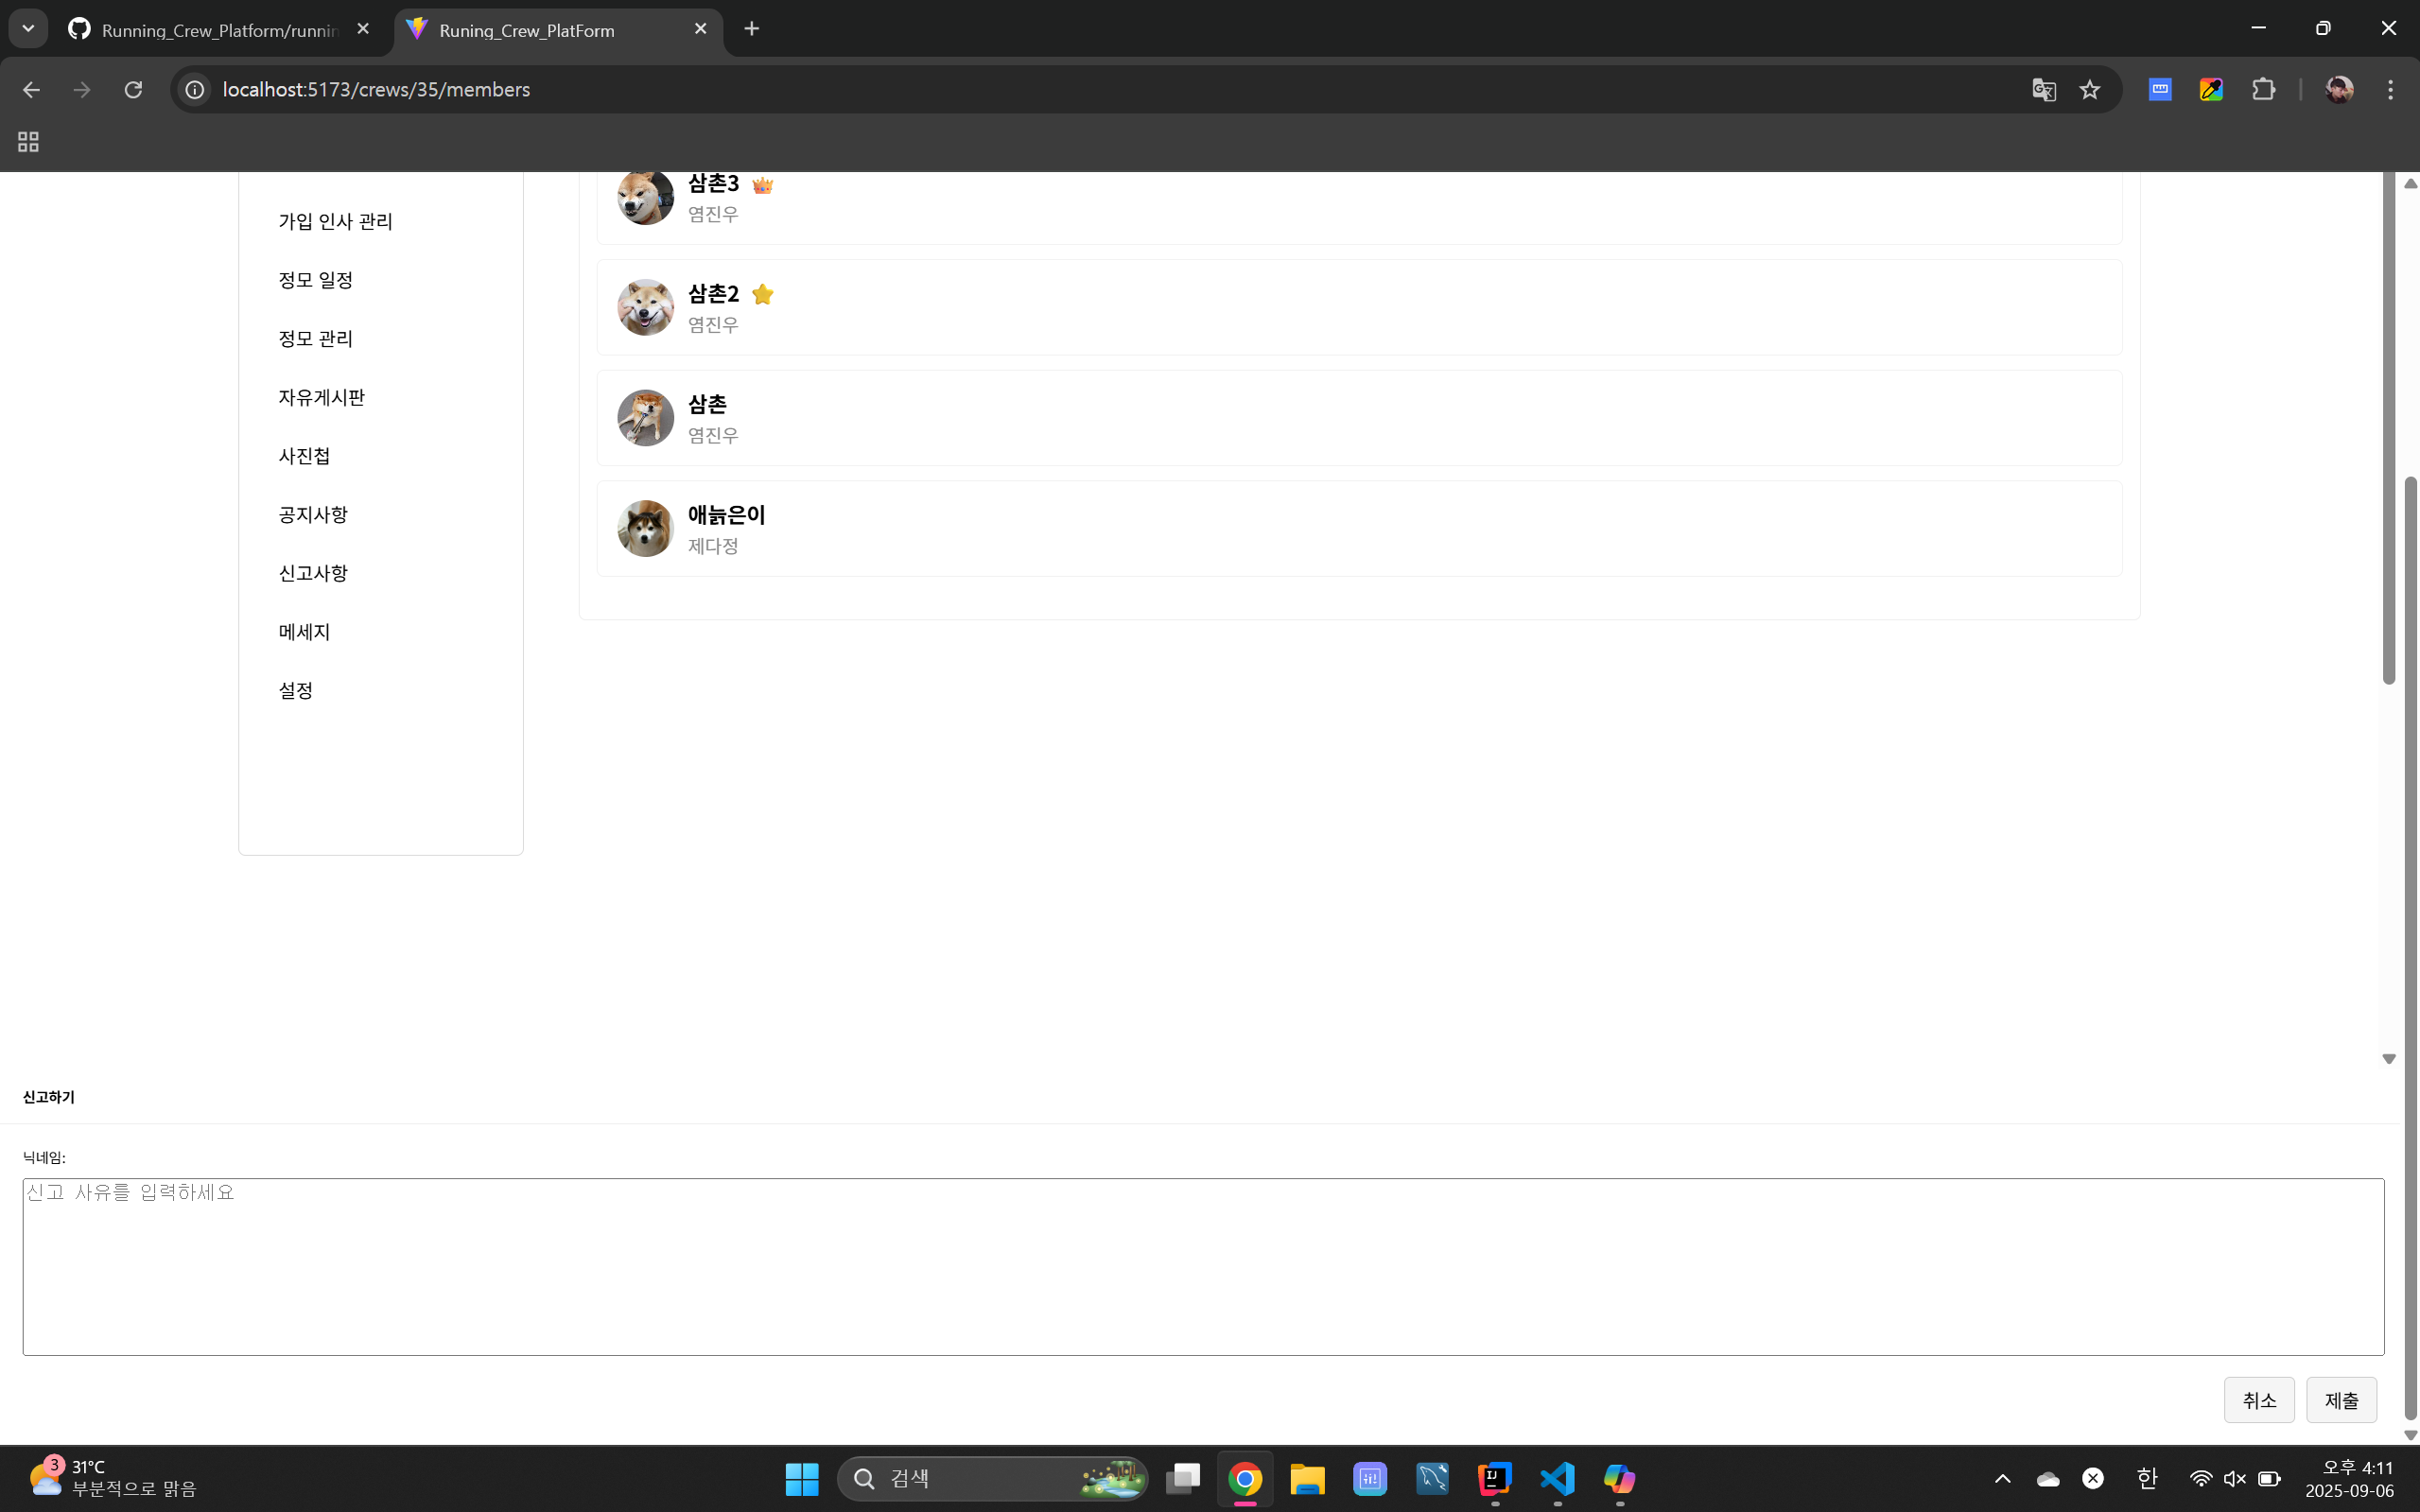 Running_Crew_Platform/runnin
Runing_Crew_PlatForm
localhost:5173/crews/35/members
가입 인사 관리
정모 일정
정모 관리
자유게시판
사진첩
공지사항
신고사항
메세지
설정
삼촌3
염진우
삼촌2
염진우
삼촌
염진우
애늙은이
제다정
신고하기
닉네임:
신고 사유를 입력하세요
취소
제출
3
31°C
부분적으로 맑음
검색
IJ
한
오후 4:11
2025-09-06